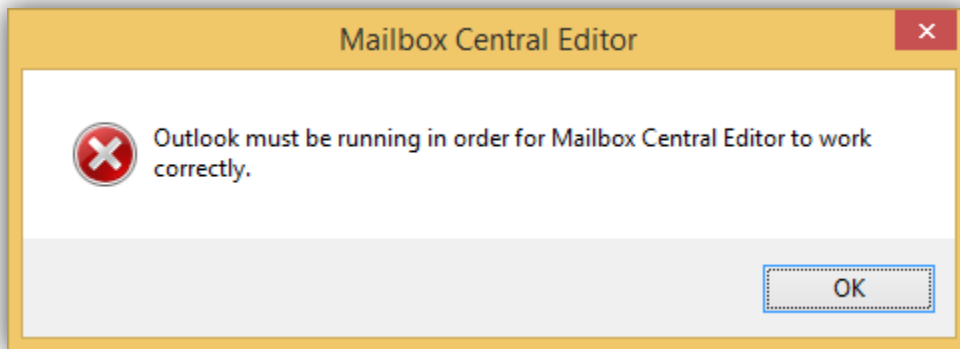 Mailbox Central Editor
Outlook must be running in order for Mailbox Central Editor to work
correctly.
OK